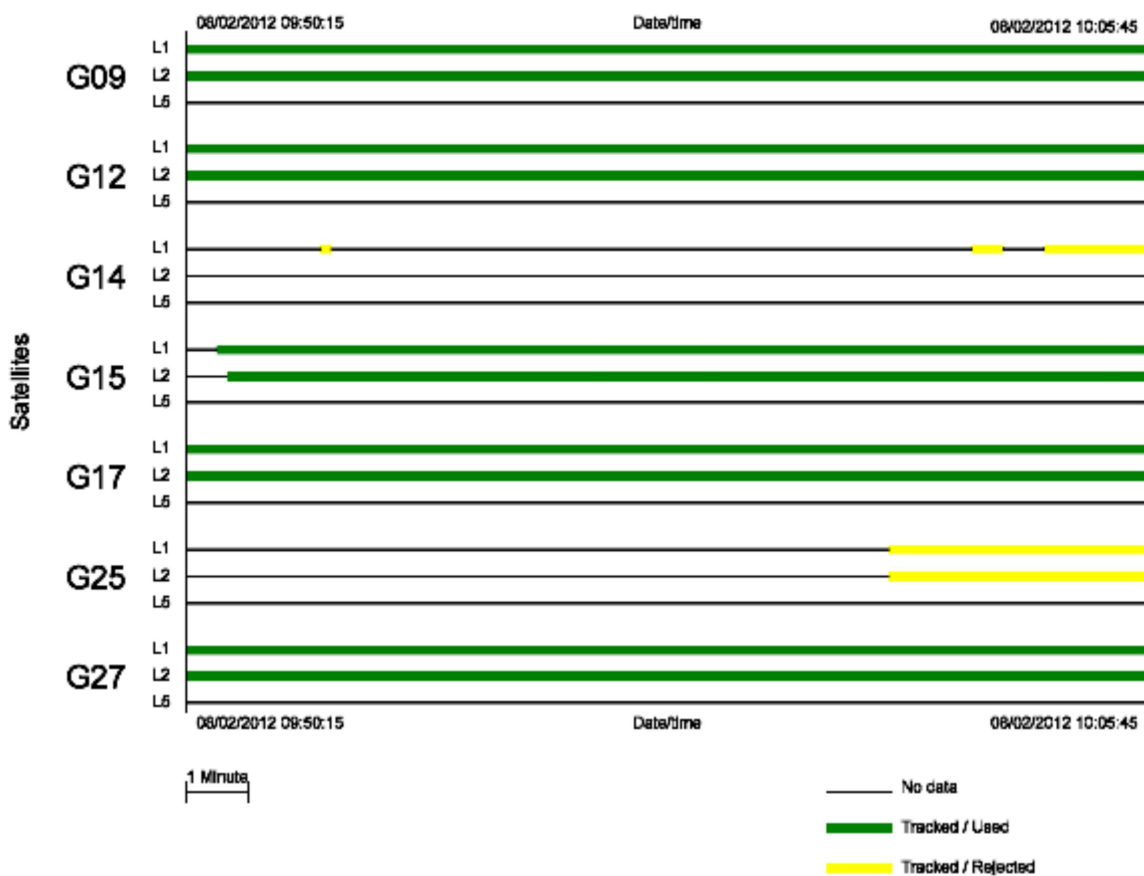 08/02/2012 09:50:15 Date/time 08/02/2012 10:05:45
L1
G09 L2
L5
L1
G12 L2
L5
L1
G14 L2
L5
Satellites
L1
G15 L2
L5
L1
G17 L2
L5
L1
G25 L2
L5
L1
G27 L2
L5
08/02/2012 09:50:15 Date/time 08/02/2012 10:05:45
1 Minute
No data
Tracked / Used
Tracked / Rejected